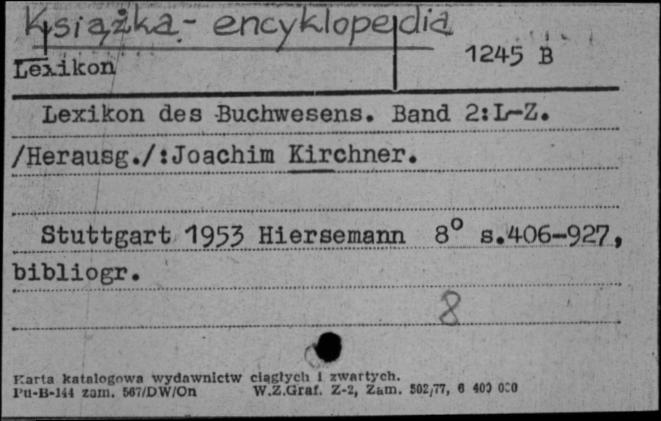 Książka - encyklopedia
1245 B
Lexikon
Lexikon des Buchwesens. Band 2:L-Z.
/Herausg./:Joachim Kirchner.
Stuttgart 1953 Hiersemann 8° s.406-927,
bibliogr.
8
Karta katalogowa wydawnictw ciągłych i zwartych.
Pu-B-144 zam. 567/DW/On W.Z.Graf. Z-2, Zam. 502/77, 6 400 000